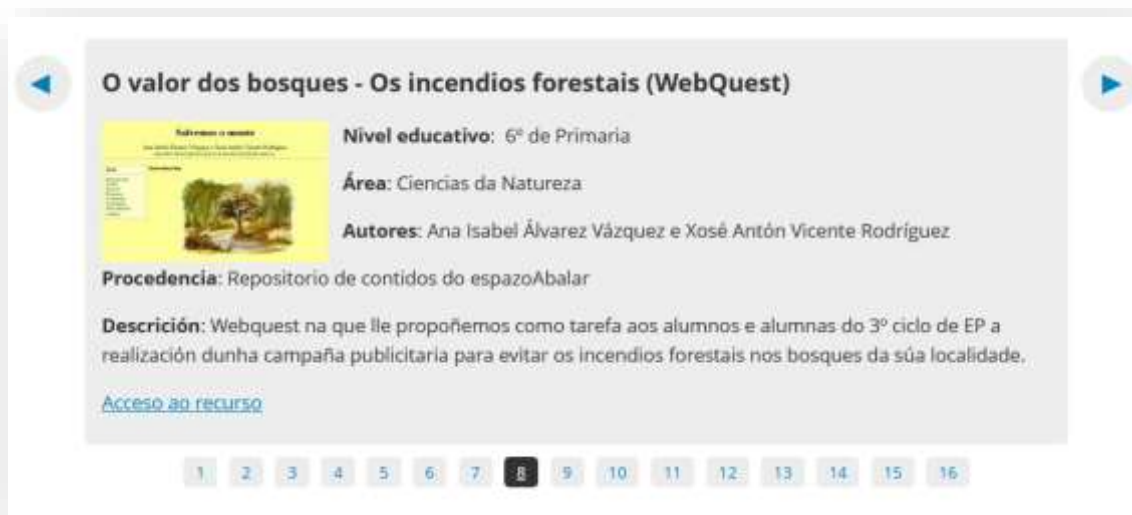 O valor dos bosques - Os incendios forestais (WebQuest)
Nivel educativo: 6º de Primaria
Área: Ciencias da Natureza
Autores: Ana Isabel Álvarez Vázquez e Xosé Antón Vicente Rodríguez
Procedencia: Repositorio de contidos do espazoAbalar
Descrición: Webquest na que lle propoñemos como tarefa aos alumnos e alumnas do 3º ciclo de EP a
realización dunha campaña publicitaria para evitar os incendios forestais nos bosques da súa localidade.
Acceso ao recurso
1 2 3 4 5 6 7 8 9 10 11 12 13 14 15 16